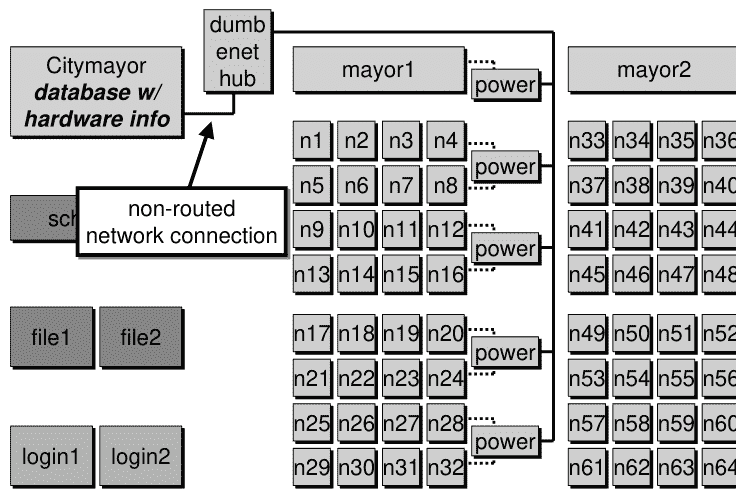 dumb
enet
hub
Citymayor
database w/
hardware info
mayor1
power
mayor2
n1 n2 n3 n4
power
n33 n34 n35 n36
n5 n6 n7 n8
n37 n38 n39 n40
sch
non-routed
network connection
n9 n10 n11 n12
power
n41 n42 n43 n44
n13 n14 n15 n16
n45 n46 n47 n48
file1 file2
n17 n18 n19 n20
power
n49 n50 n51 n52
n21 n22 n23 n24
n53 n54 n55 n56
login1 login2
n25 n26 n27 n28
power
n57 n58 n59 n60
n29 n30 n31 n32
n61 n62 n63 n64